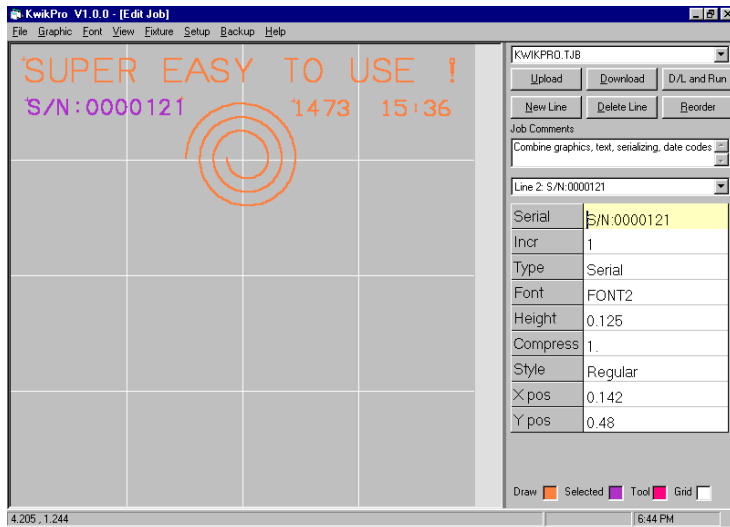 KwikPro V1.0.0 - [Edit Job]
File Graphic Font View Fixture Setup Backup Help
SUPER EASY TO USE !
S/N:0000121 1473 15:36
KWIKPRO.TJB
Upload Download D/L and Run
New Line Delete Line Reorder
Job Comments
Combine graphics, text, serializing, date codes
Line 2: S/N:0000121
Serial S/N:0000121
Incr 1
Type Serial
Font FONT2
Height 0.125
Compress 1.
Style Regular
X pos 0.142
Y pos 0.48
Draw Selected Tool Grid
4.205 , 1.244 6:44 PM